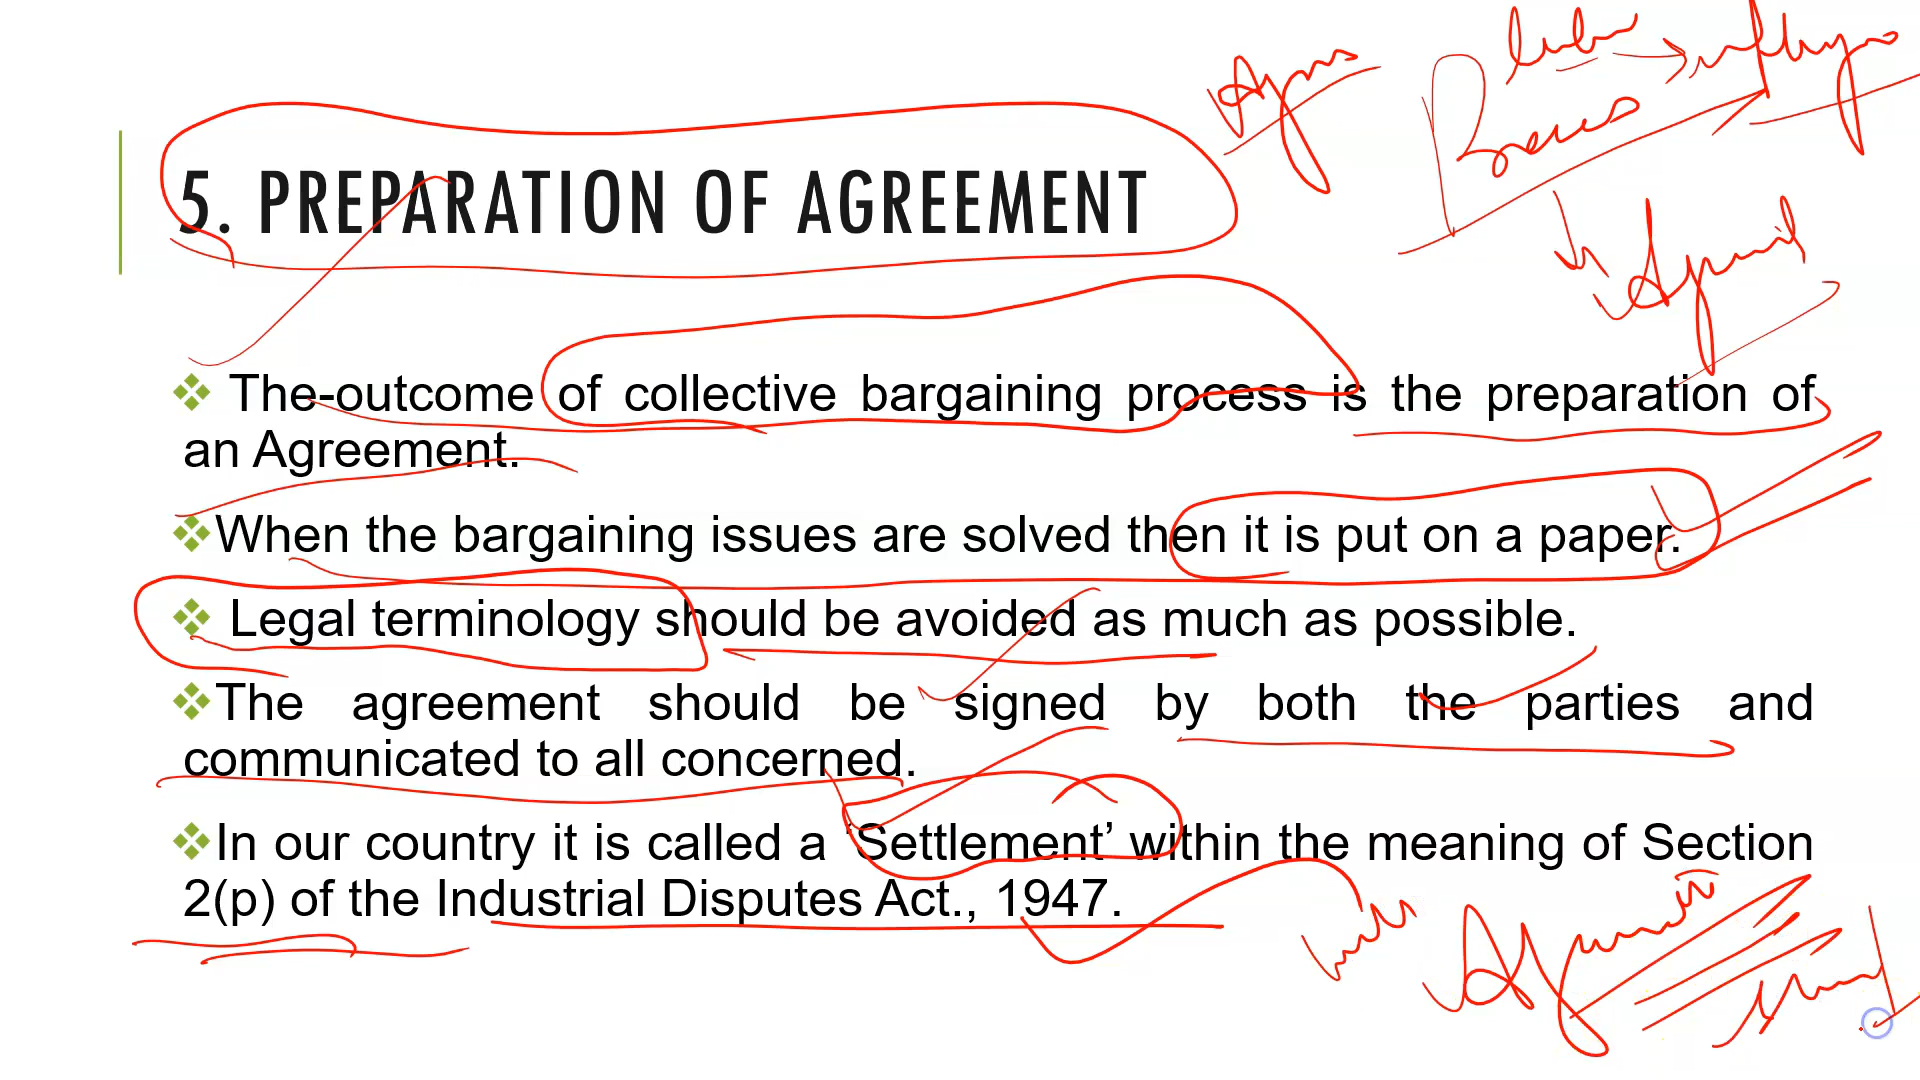 5. PREPARATION OF AGREEMENT
The-outcome of collective bargaining process is the preparation of
an Agreement.
When the bargaining issues are solved then it is put on a paper.
Legal terminology should be avoided as much as possible.
The agreement should be signed by both the parties and
communicated to all concerned.
In our country it is called a ‘Settlement’ within the meaning of Section
2(p) of the Industrial Disputes Act., 1947.